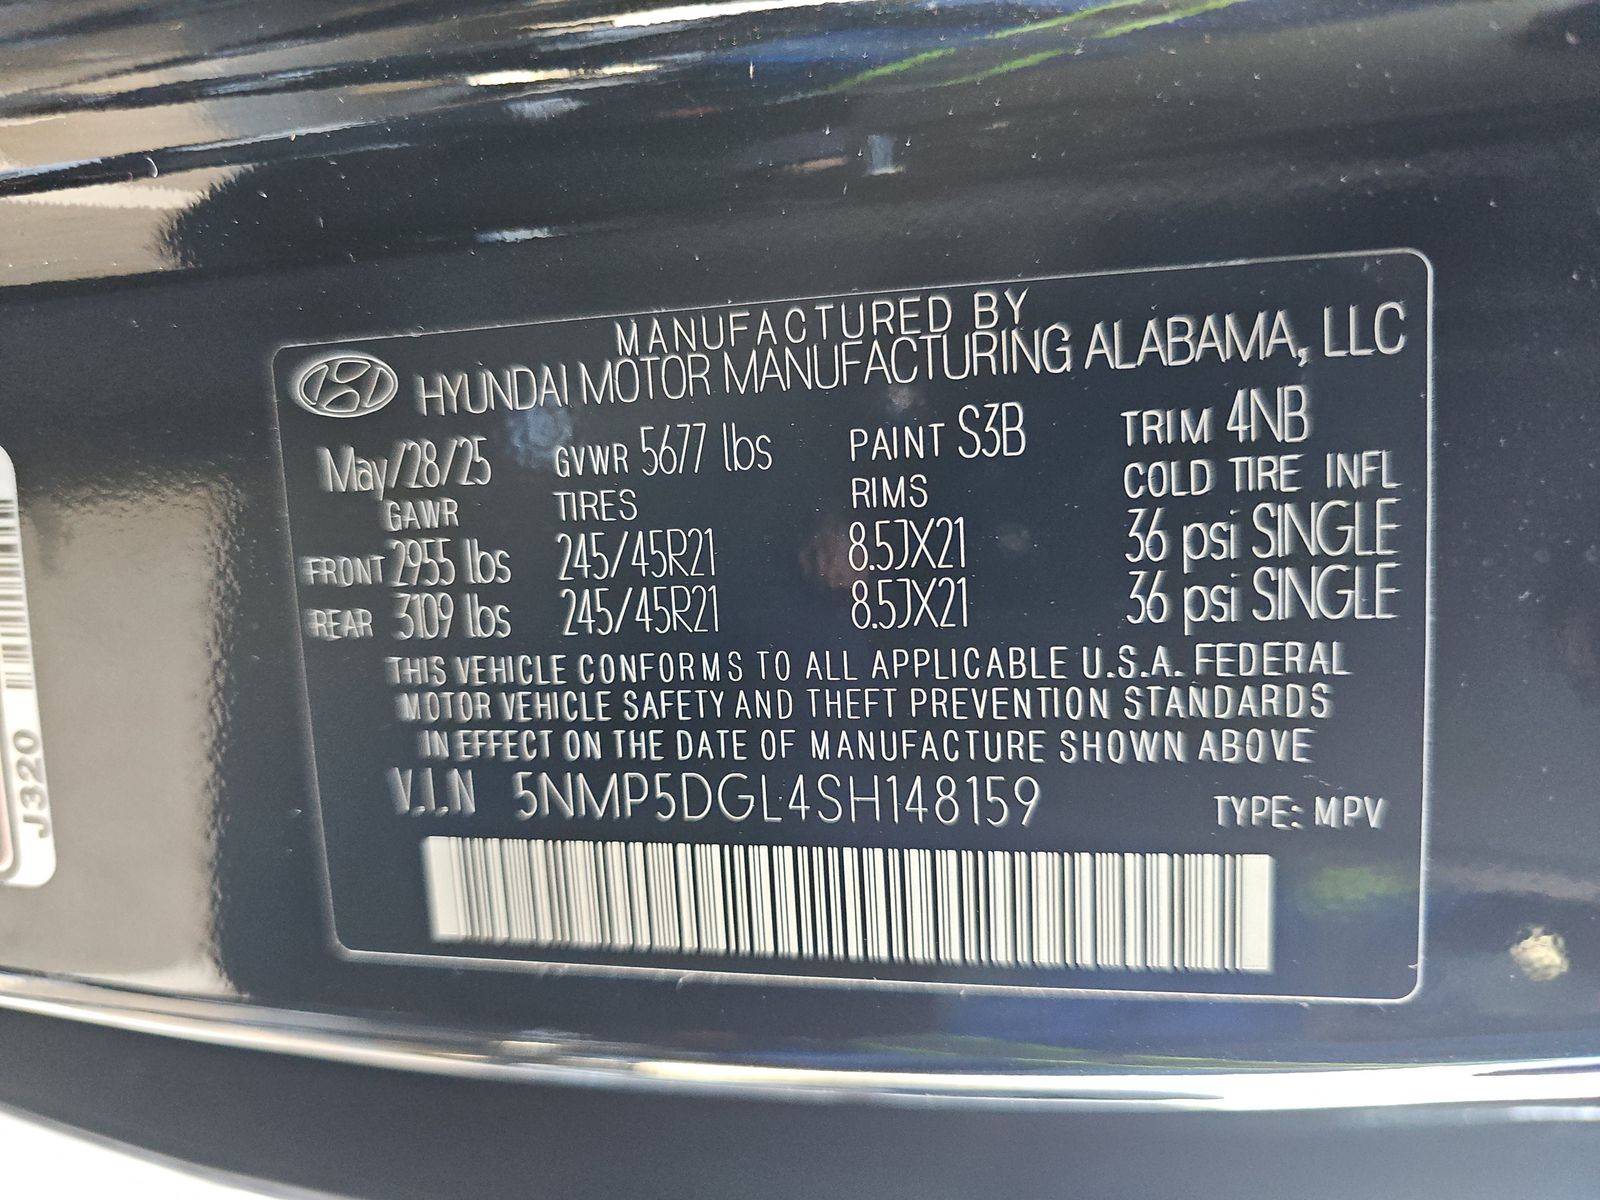 MANUFACTURED BY
HYUNDAI MOTOR MANUFACTURING ALABAMA, LLC
May/28/25 GVWR 5677 lbs PAINT S3B TRIM 4NB
GAWR TIRES RIMS COLD TIRE INFL
FRONT 2955 lbs 245/45R21 8.5JX21 36 psi SINGLE
REAR 3109 lbs 245/45R21 8.5JX21 36 psi SINGLE
THIS VEHICLE CONFORMS TO ALL APPLICABLE U.S.A. FEDERAL
MOTOR VEHICLE SAFETY AND THEFT PREVENTION STANDARDS
IN EFFECT ON THE DATE OF MANUFACTURE SHOWN ABOVE
V.I.N 5NMP5DGL4SH148159 TYPE: MPV
J320